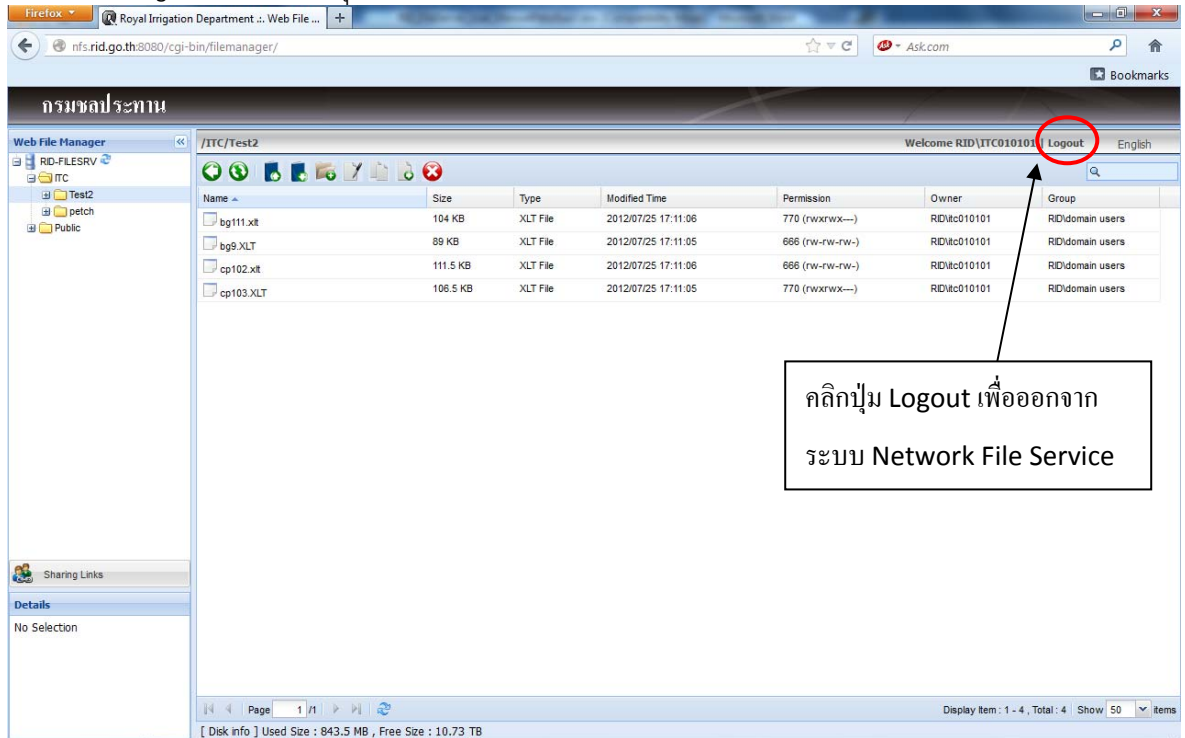 Firefox
Royal Irrigation Department .:. Web File ...
+
nfs.rid.go.th:8080/cgi-bin/filemanager/
Ask.com
Bookmarks
กรมชลประทาน
Web File Manager
/ITC/Test2
Welcome RID\ITC010101 | Logout
English
RID-FILESRV
ITC
Test2
petch
Public
Name Size Type Modified Time Permission Owner Group
bg111.xlt 104 KB XLT File 2012/07/25 17:11:06 770 (rwxrwx---) RID\itc010101 RID\domain users
bg9.XLT 89 KB XLT File 2012/07/25 17:11:05 666 (rw-rw-rw-) RID\itc010101 RID\domain users
cp102.xlt 111.5 KB XLT File 2012/07/25 17:11:06 666 (rw-rw-rw-) RID\itc010101 RID\domain users
cp103.XLT 106.5 KB XLT File 2012/07/25 17:11:05 770 (rwxrwx---) RID\itc010101 RID\domain users
คลิกปุ่ม Logout เพื่อออกจาก
ระบบ Network File Service
Sharing Links
Details
No Selection
Page 1 /1
Display Item : 1 - 4 , Total : 4 Show 50 items
[ Disk info ] Used Size : 843.5 MB , Free Size : 10.73 TB